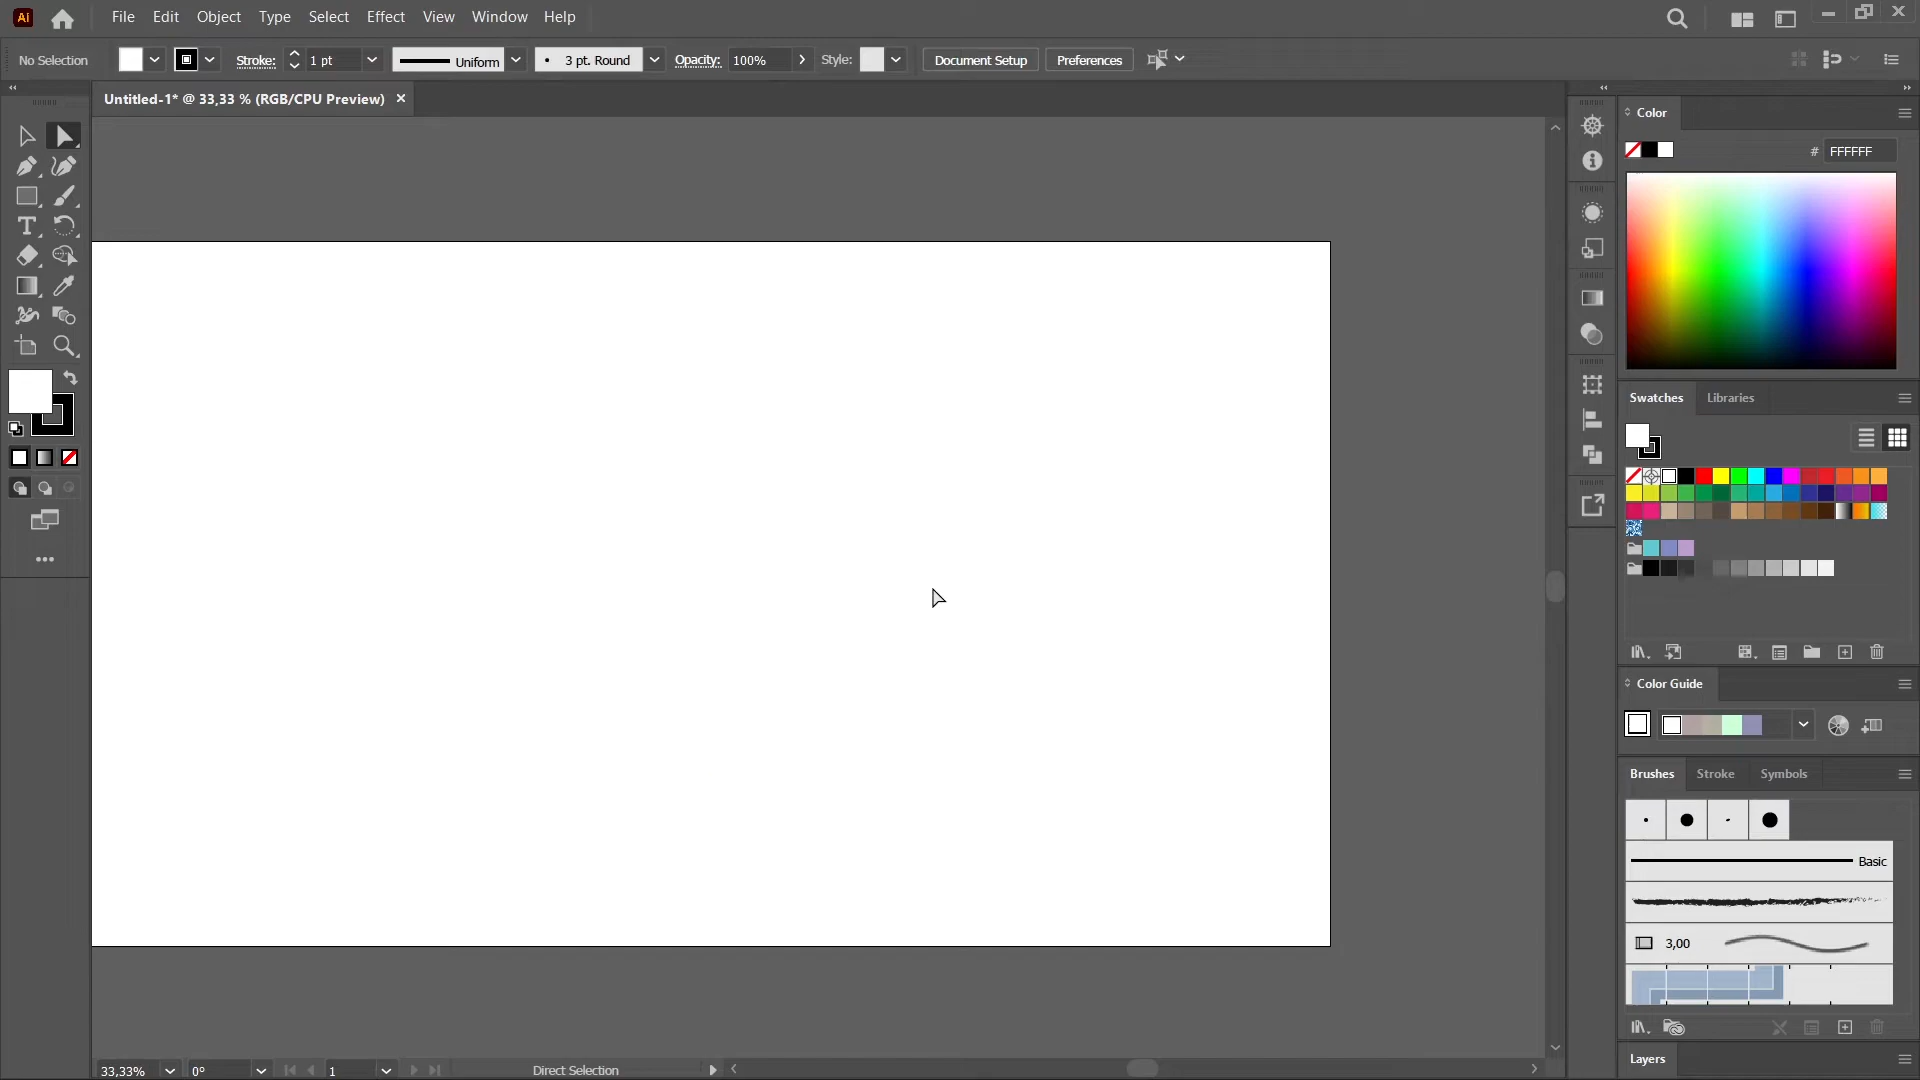 Ai File Edit Object Type Select Effect View Window Help
No Selection Stroke: 1 pt Uniform 3 pt. Round Opacity: 100% Style: Document Setup Preferences
Untitled-1* @ 33,33 % (RGB/CPU Preview)
Color
# FFFFFF
Swatches Libraries
Color Guide
Brushes Stroke Symbols
Basic
3,00
Layers
33,33% 0° 1 Direct Selection